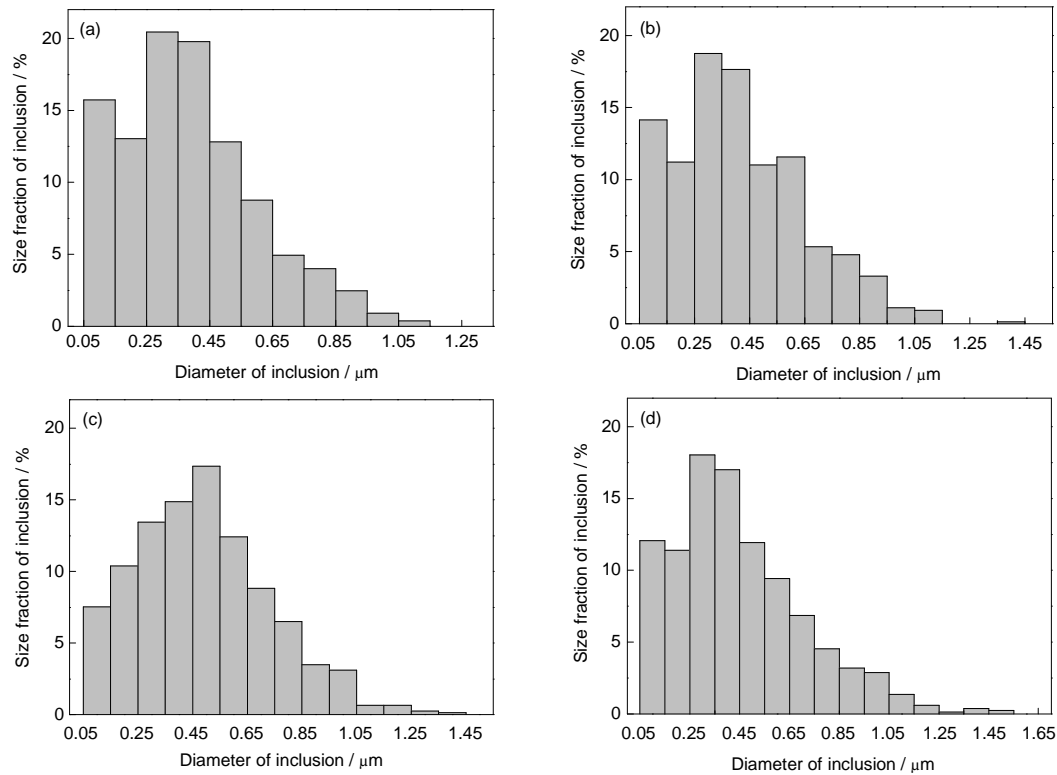 (a)
20
15
10
5
0
Size fraction of inclusion / %
0.05 0.25 0.45 0.65 0.85 1.05 1.25
Diameter of inclusion / μm
(b)
20
15
10
5
0
Size fraction of inclusion / %
0.05 0.25 0.45 0.65 0.85 1.05 1.25 1.45
Diameter of inclusion / μm
(c)
20
15
10
5
0
Size fraction of inclusion / %
0.05 0.25 0.45 0.65 0.85 1.05 1.25 1.45
Diameter of inclusion / μm
(d)
20
15
10
5
0
Size fraction of inclusion / %
0.05 0.25 0.45 0.65 0.85 1.05 1.25 1.45 1.65
Diameter of inclusion / μm